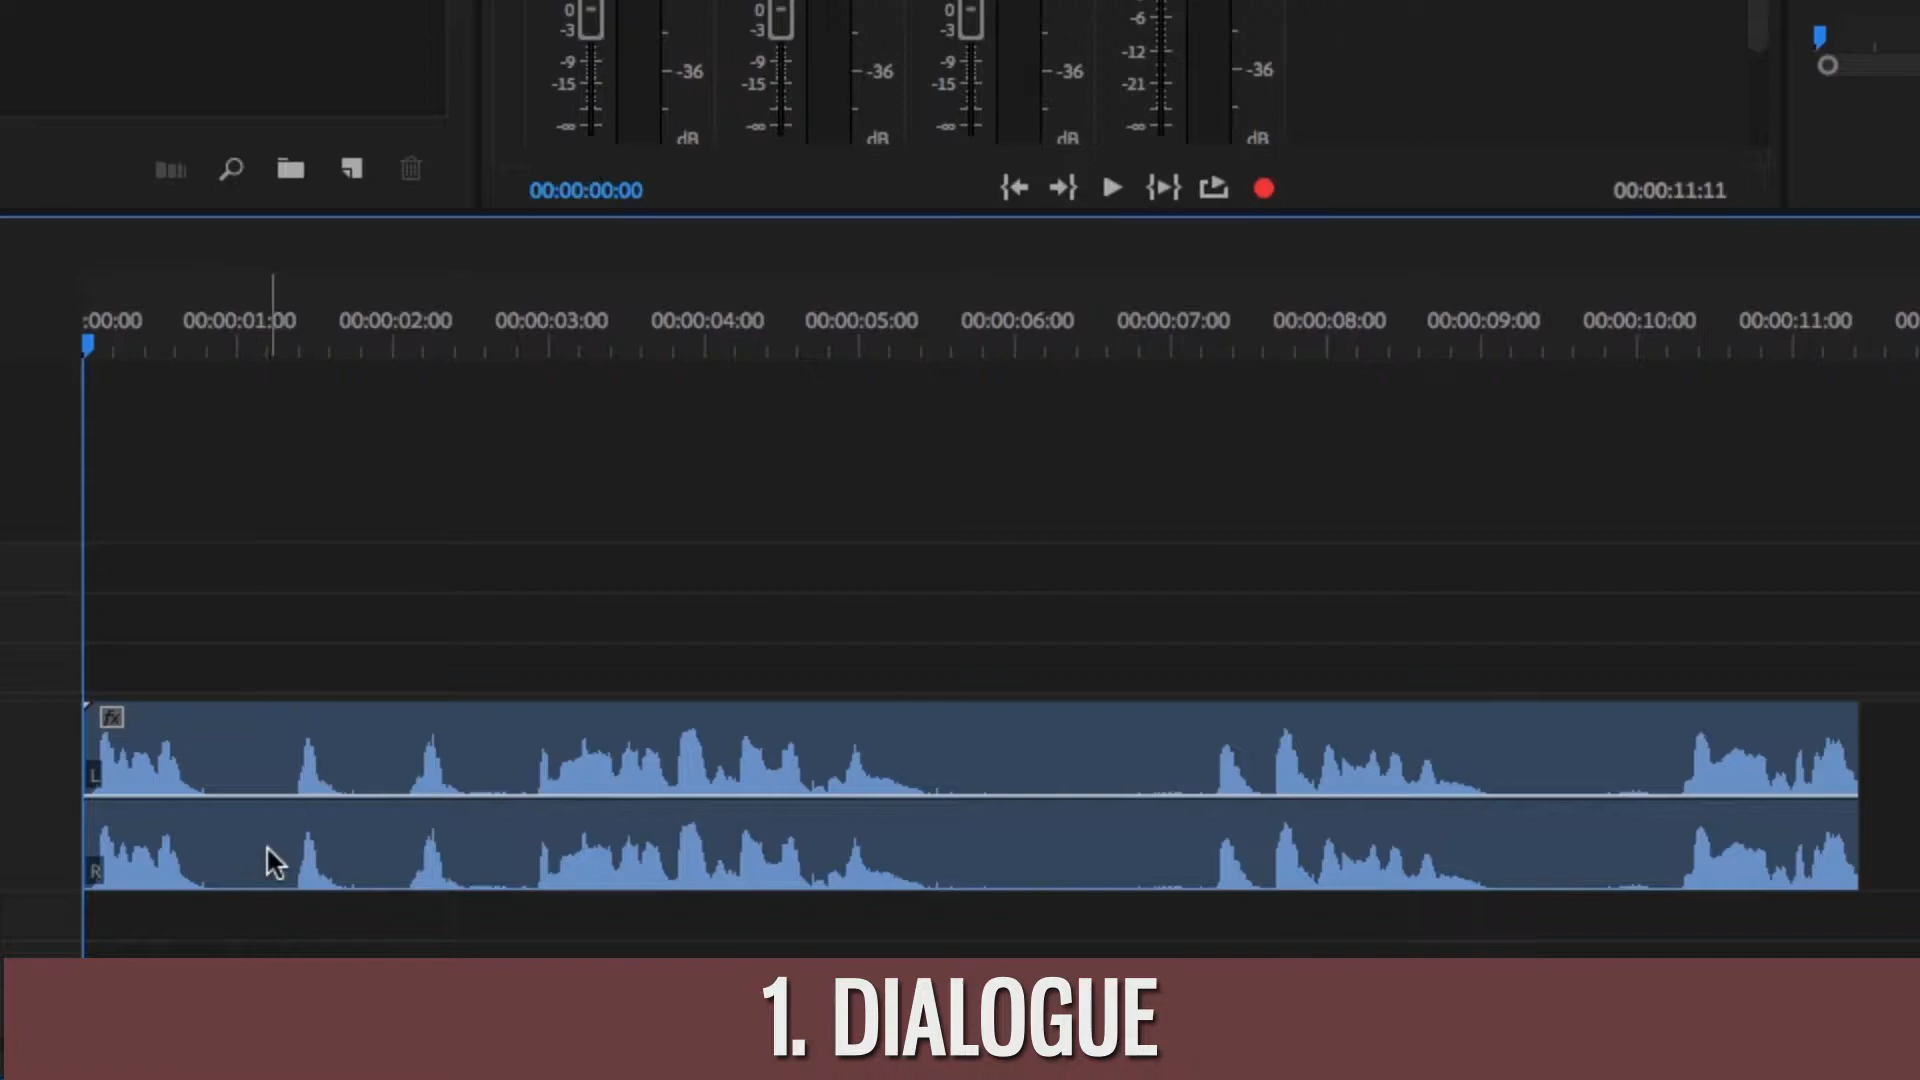 0 0 0 -6
-3 -3 -3
-9 -36 -9 -36 -9 -36 -12 -36
-15 -15 -15 -21
-∞ -∞ -∞ -∞
dB dB dB dB
00:00:00:00 00:00:11:11
:00:00 00:00:01:00 00:00:02:00 00:00:03:00 00:00:04:00 00:00:05:00 00:00:06:00 00:00:07:00 00:00:08:00 00:00:09:00 00:00:10:00 00:00:11:00 00
fx
L
R
1. DIALOGUE